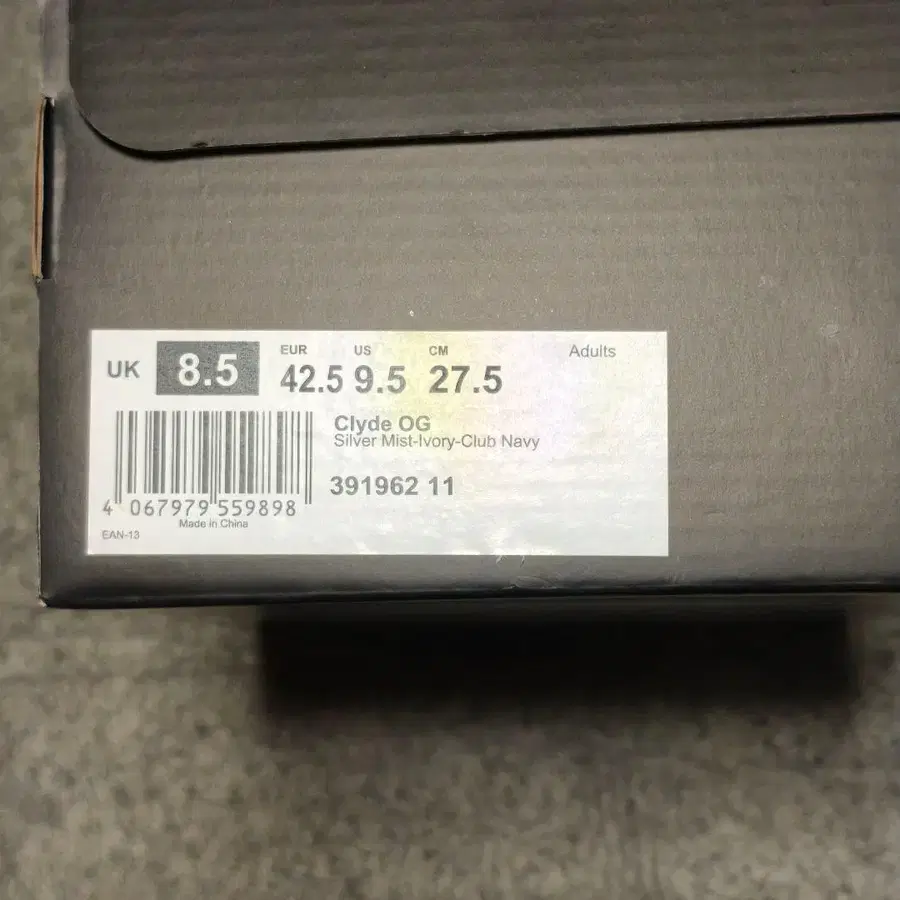 UK 8.5 EUR 42.5 US 9.5 CM 27.5 Adults
Clyde OG
Silver Mist-Ivory-Club Navy
391962 11
4 067979 559898
Made in China
EAN-13